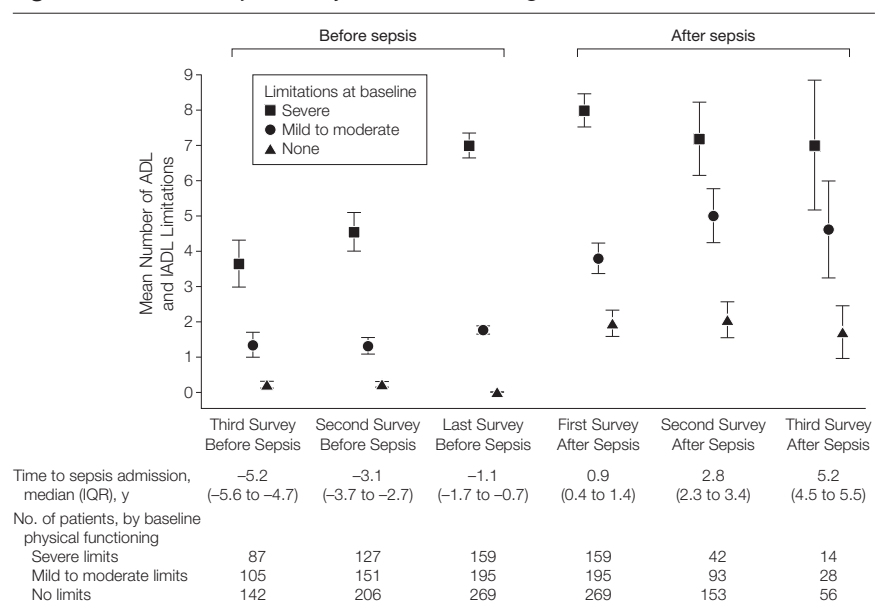 Before sepsis
After sepsis
9
8
7
6
5
4
3
2
1
0
Mean Number of ADL
and IADL Limitations
Limitations at baseline
Severe
Mild to moderate
None
Third Survey
Before Sepsis
Second Survey
Before Sepsis
Last Survey
Before Sepsis
First Survey
After Sepsis
Second Survey
After Sepsis
Third Survey
After Sepsis
Time to sepsis admission, –5.2 –3.1 –1.1 0.9 2.8 5.2
median (IQR), y (–5.6 to –4.7) (–3.7 to –2.7) (–1.7 to –0.7) (0.4 to 1.4) (2.3 to 3.4) (4.5 to 5.5)
No. of patients, by baseline
physical functioning
Severe limits 87 127 159 159 42 14
Mild to moderate limits 105 151 195 195 93 28
No limits 142 206 269 269 153 56